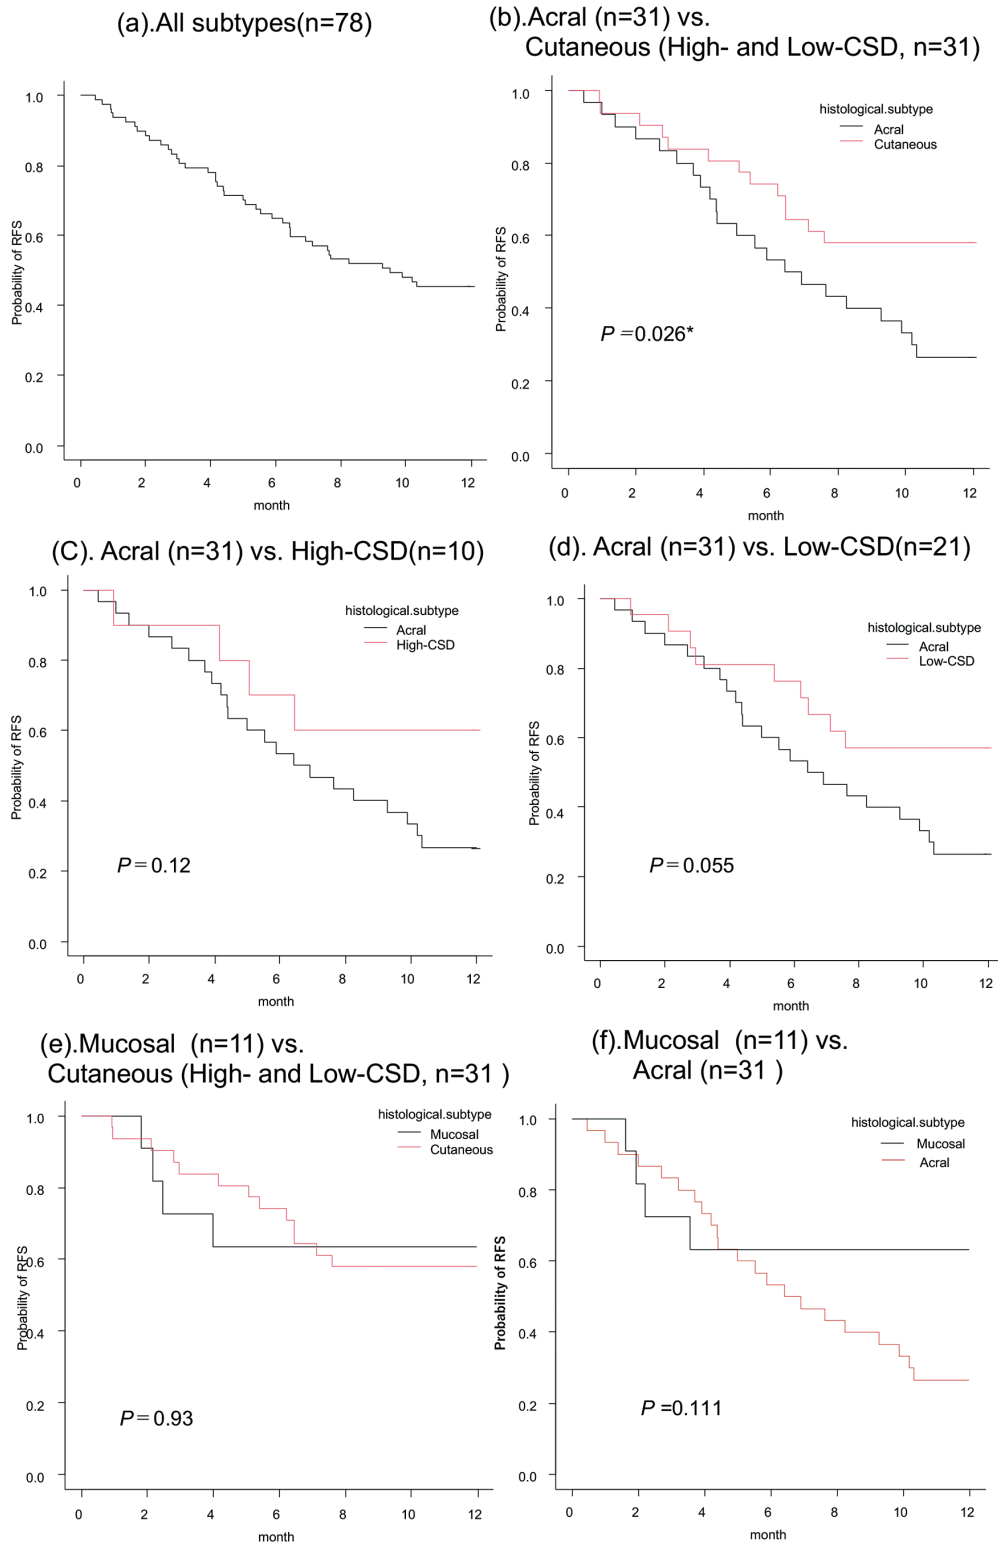 (a).All subtypes(n=78)
1.0
0.8
0.6
0.4
0.2
0.0
Probability of RFS
0 2 4 6 8 10 12
month
(b).Acral (n=31) vs.
Cutaneous (High- and Low-CSD, n=31)
histological.subtype
Acral
Cutaneous
1.0
0.8
0.6
0.4
0.2
0.0
Probability of RFS
P=0.026*
0 2 4 6 8 10 12
month
(C). Acral (n=31) vs. High-CSD(n=10)
histological.subtype
Acral
High-CSD
1.0
0.8
0.6
0.4
0.2
0.0
Probability of RFS
P=0.12
0 2 4 6 8 10 12
month
(d). Acral (n=31) vs. Low-CSD(n=21)
histological.subtype
Acral
Low-CSD
1.0
0.8
0.6
0.4
0.2
0.0
Probability of RFS
P=0.055
0 2 4 6 8 10 12
month
(e).Mucosal (n=11) vs.
Cutaneous (High- and Low-CSD, n=31 )
histological.subtype
Mucosal
Cutaneous
1.0
0.8
0.6
0.4
0.2
0.0
Probability of RFS
P=0.93
0 2 4 6 8 10 12
month
(f).Mucosal (n=11) vs.
Acral (n=31 )
histological.subtype
Mucosal
Acral
1.0
0.8
0.6
0.4
0.2
0.0
Probability of RFS
P =0.111
0 2 4 6 8 10 12
month